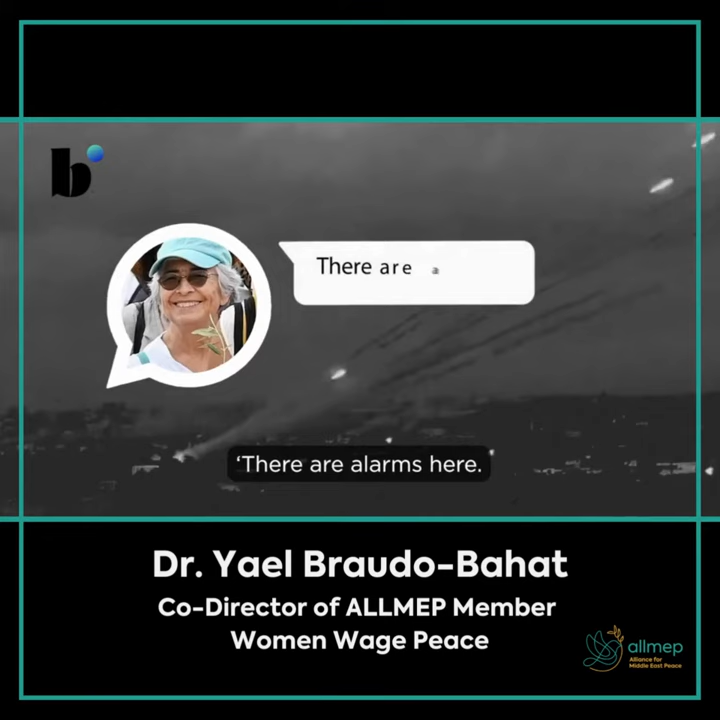 b
There are a
‘There are alarms here.
Dr. Yael Braudo-Bahat
Co-Director of ALLMEP Member
Women Wage Peace
allmep
Alliance for
Middle East Peace